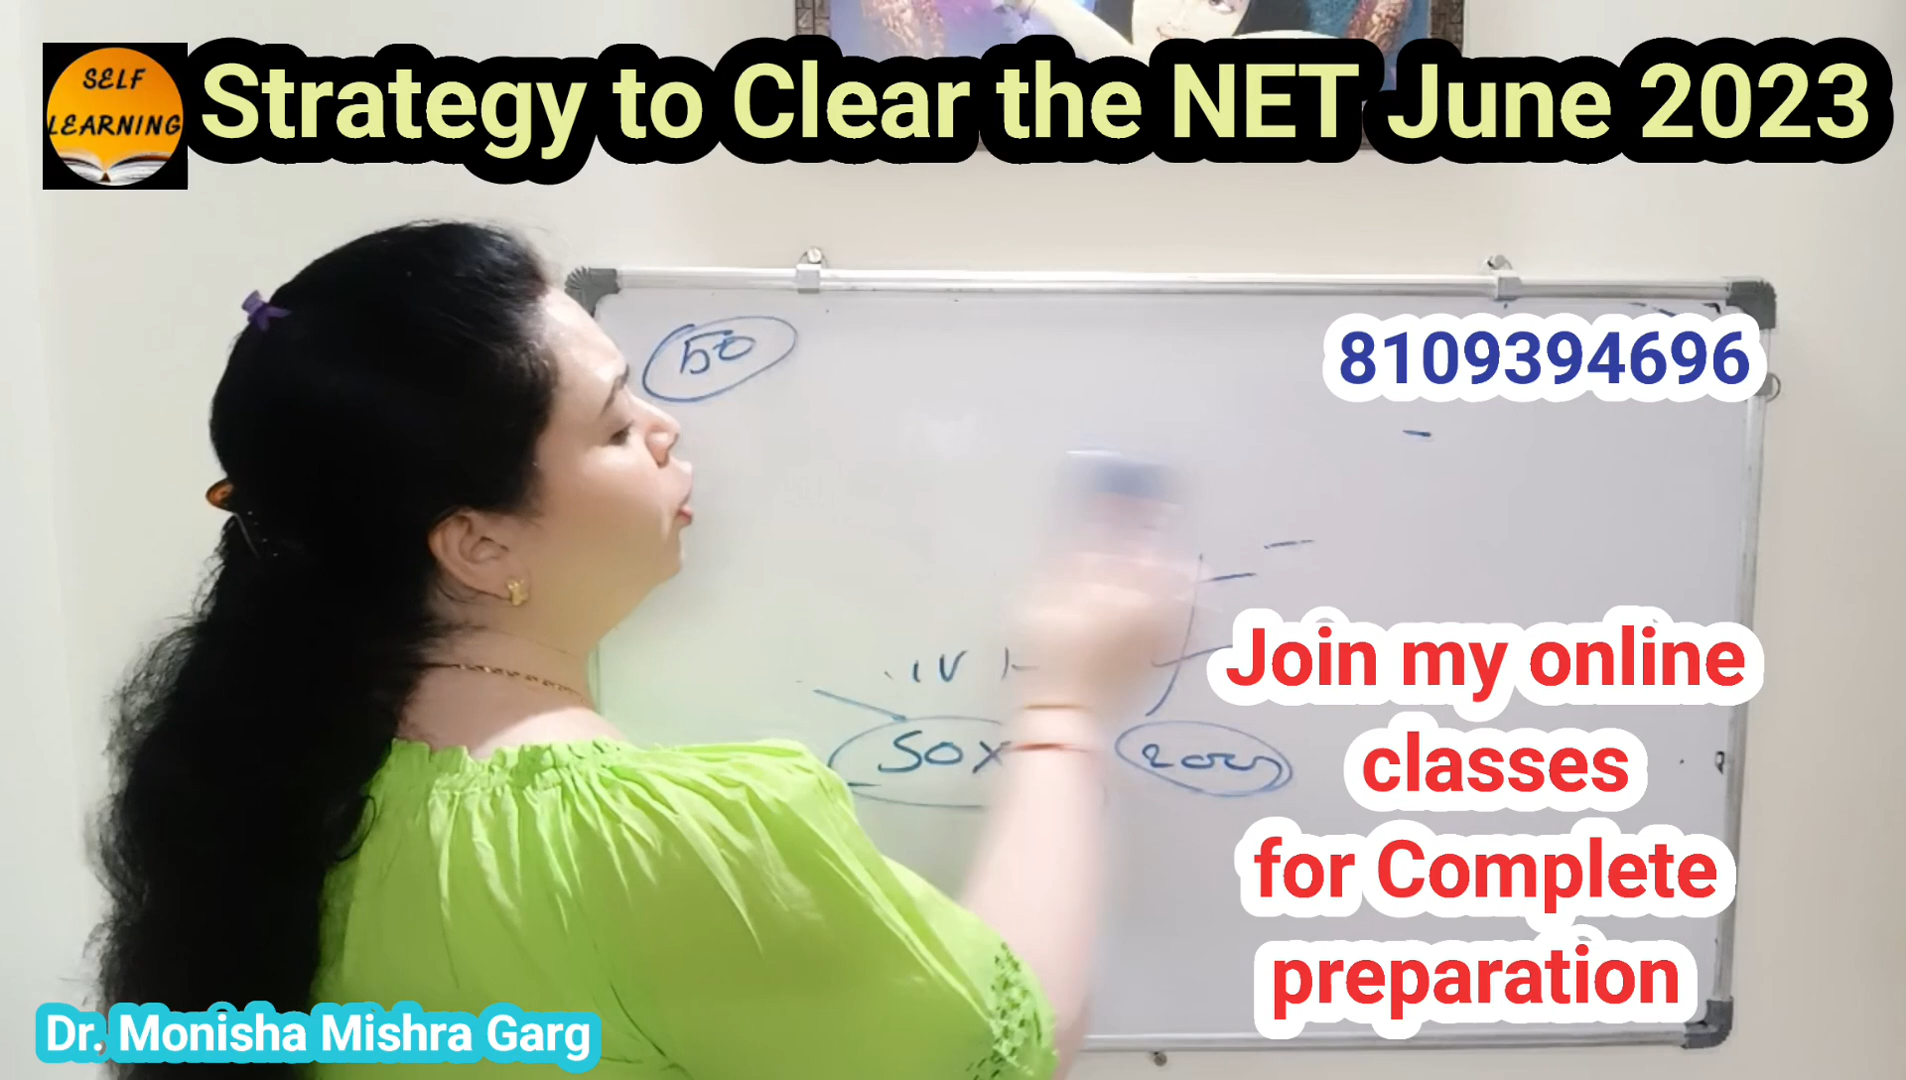 SELF
LEARNING
Strategy to Clear the NET June 2023
50
8109394696
IV
50X
Join my online
classes
for Complete
preparation
Dr. Monisha Mishra Garg